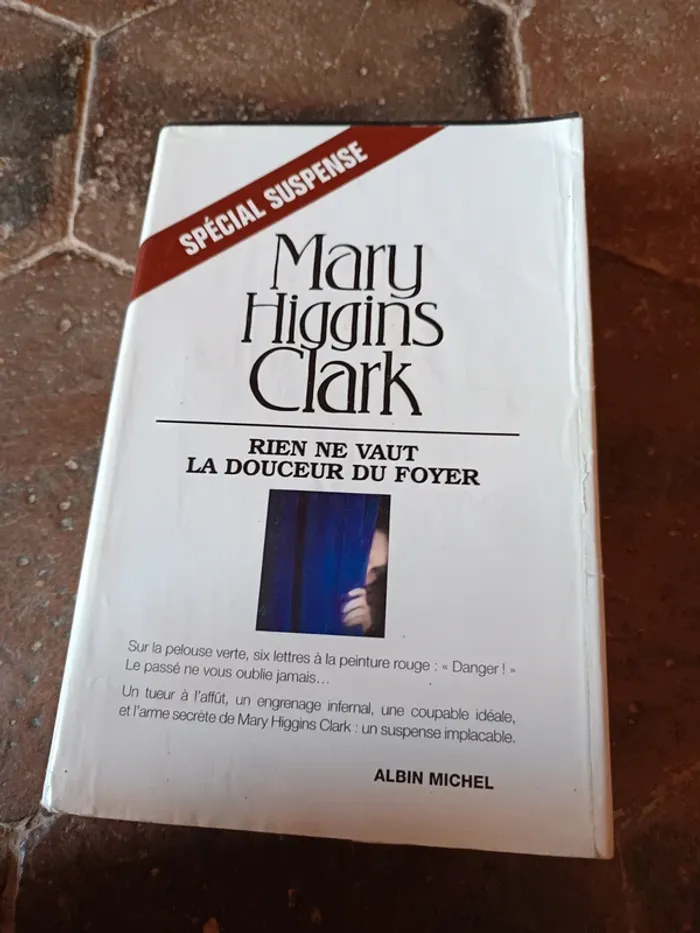 SPÉCIAL SUSPENSE
Mary
Higgins
Clark
RIEN NE VAUT
LA DOUCEUR DU FOYER
Sur la pelouse verte, six lettres à la peinture rouge : « Danger ! »
Le passé ne vous oublie jamais...
Un tueur à l'affût, un engrenage infernal, une coupable idéale,
et l'arme secrète de Mary Higgins Clark : un suspense implacable.
ALBIN MICHEL